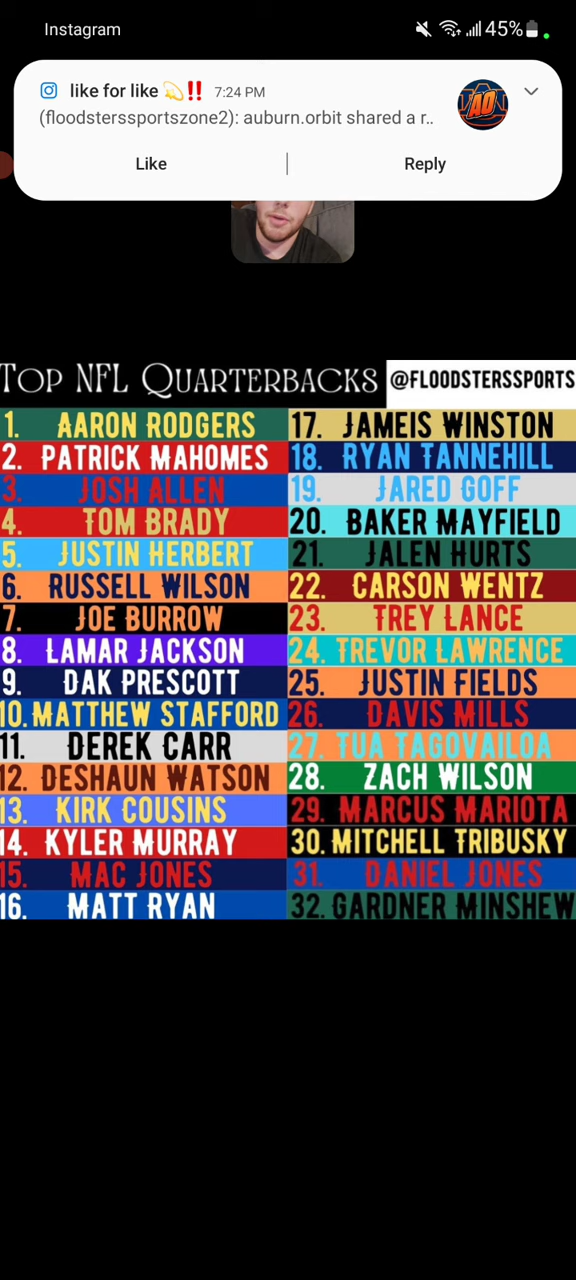 Instagram
45%
like for like 💫‼️ 7:24 PM
(floodsterssportszone2): auburn.orbit shared a r..
AO
Like
Reply
Top NFL Quarterbacks
@FLOODSTERSSPORTS
1. AARON RODGERS
2. PATRICK MAHOMES
3. JOSH ALLEN
4. TOM BRADY
5. JUSTIN HERBERT
6. RUSSELL WILSON
7. JOE BURROW
8. LAMAR JACKSON
9. DAK PRESCOTT
10. MATTHEW STAFFORD
11. DEREK CARR
12. DESHAUN WATSON
13. KIRK COUSINS
14. KYLER MURRAY
15. MAC JONES
16. MATT RYAN
17. JAMEIS WINSTON
18. RYAN TANNEHILL
19. JARED GOFF
20. BAKER MAYFIELD
21. JALEN HURTS
22. CARSON WENTZ
23. TREY LANCE
24. TREVOR LAWRENCE
25. JUSTIN FIELDS
26. DAVIS MILLS
27. TUA TAGOVAILOA
28. ZACH WILSON
29. MARCUS MARIOTA
30. MITCHELL TRIBUSKY
31. DANIEL JONES
32. GARDNER MINSHEW